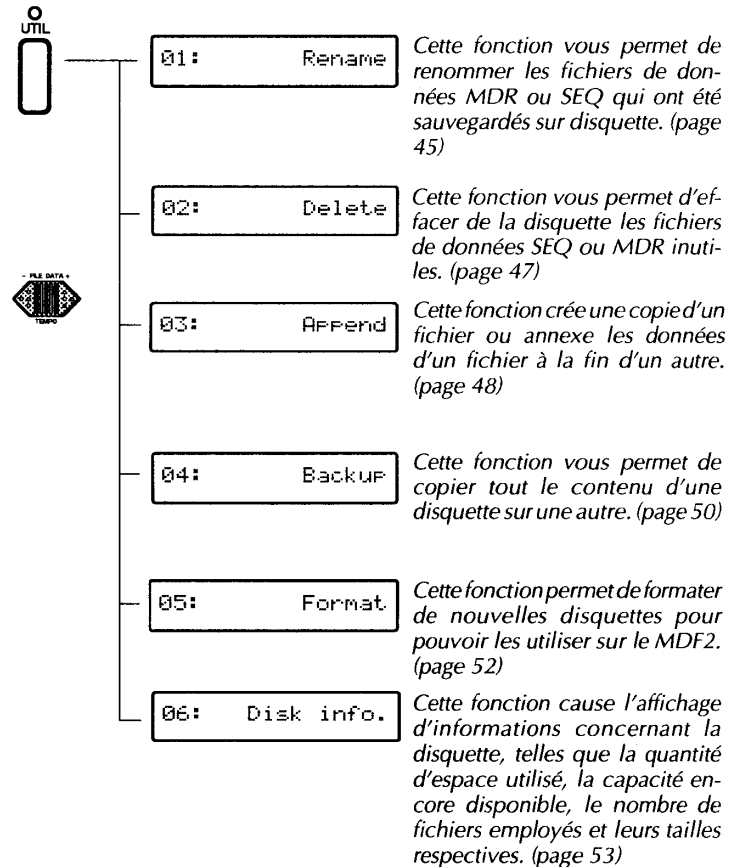 UTIL
01: Rename
Cette fonction vous permet de
renommer les fichiers de don-
nées MDR ou SEQ qui ont été
sauvegardés sur disquette. (page
45)
02: Delete
Cette fonction vous permet d'ef-
facer de la disquette les fichiers
de données SEQ ou MDR inuti-
les. (page 47)
- FILE DATA +
TEMPO
03: Append
Cette fonction crée une copie d'un
fichier ou annexe les données
d'un fichier à la fin d'un autre.
(page 48)
04: Backup
Cette fonction vous permet de
copier tout le contenu d'une
disquette sur une autre. (page 50)
05: Format
Cette fonction permet de formater
de nouvelles disquettes pour
pouvoir les utiliser sur le MDF2.
(page 52)
06: Disk info.
Cette fonction cause l'affichage
d'informations concernant la
disquette, telles que la quantité
d'espace utilisé, la capacité en-
core disponible, le nombre de
fichiers employés et leurs tailles
respectives. (page 53)